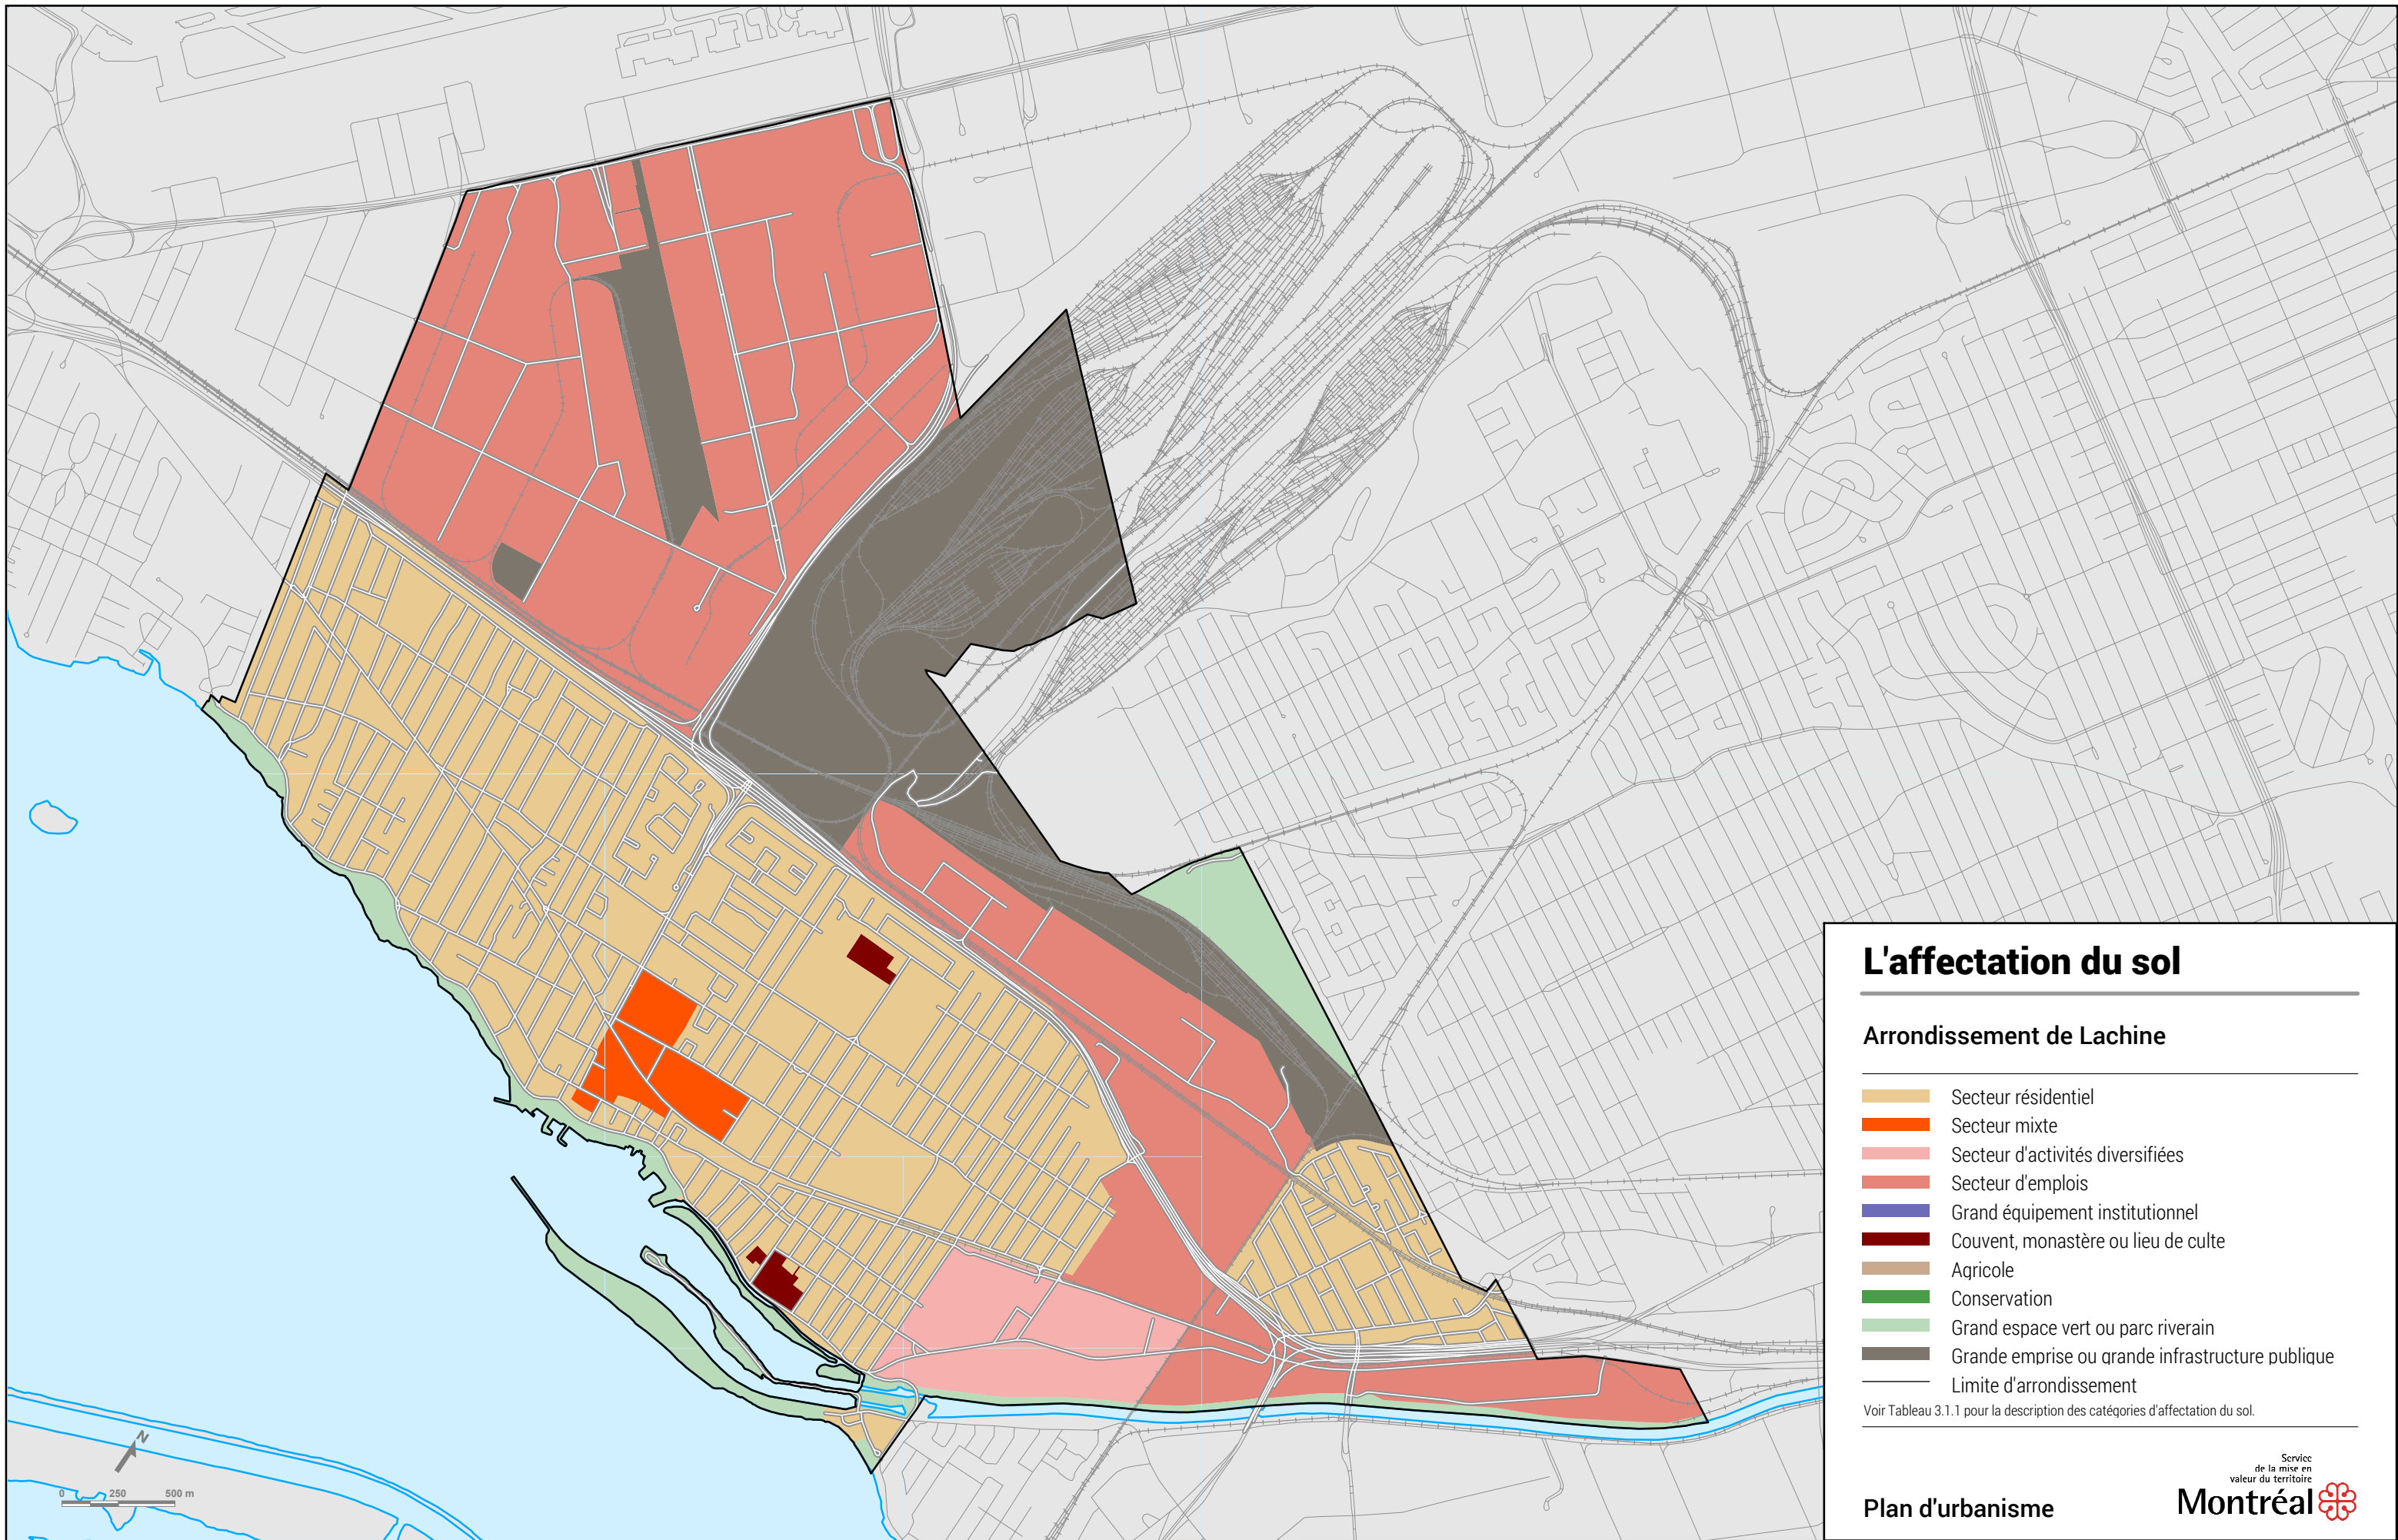 L'affectation du sol
Arrondissement de Lachine
Secteur résidentiel
Secteur mixte
Secteur d'activités diversifiées
Secteur d'emplois
Grand équipement institutionnel
Couvent, monastère ou lieu de culte
Agricole
Conservation
Grand espace vert ou parc riverain
Grande emprise ou grande infrastructure publique
Limite d'arrondissement
Voir Tableau 3.1.1 pour la description des catégories d'affectation du sol.
Service
de la mise en
valeur du territoire
Plan d'urbanisme
Montréal
N
0 250 500 m